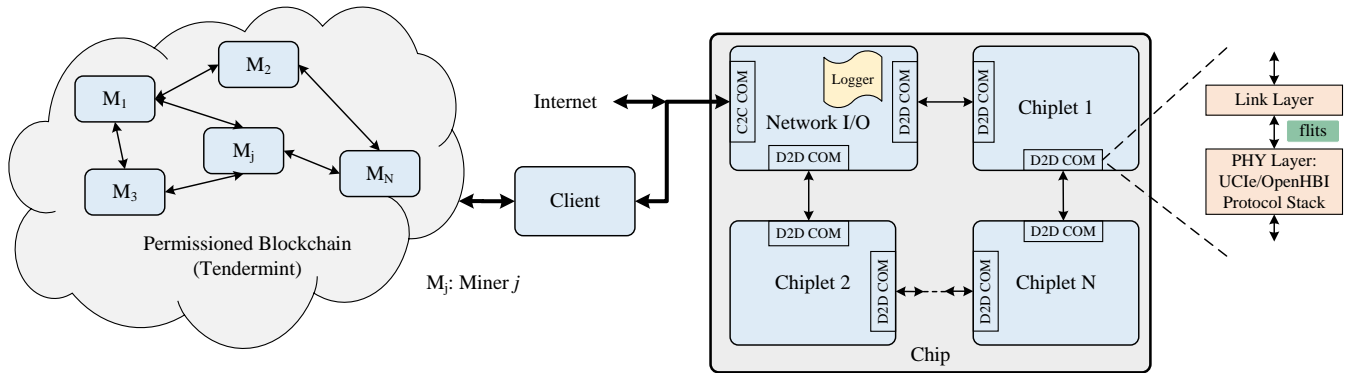 M2
M1
Mj
M3
MN
Permissioned Blockchain
(Tendermint)
Mj: Miner j
Client
Internet
C2C COM
Logger
D2D COM
Network I/O
D2D COM
D2D COM
Chiplet 1
D2D COM
D2D COM
Chiplet 2
D2D COM
D2D COM
D2D COM
Chiplet N
Chip
Link Layer
flits
PHY Layer:
UCIe/OpenHBI
Protocol Stack